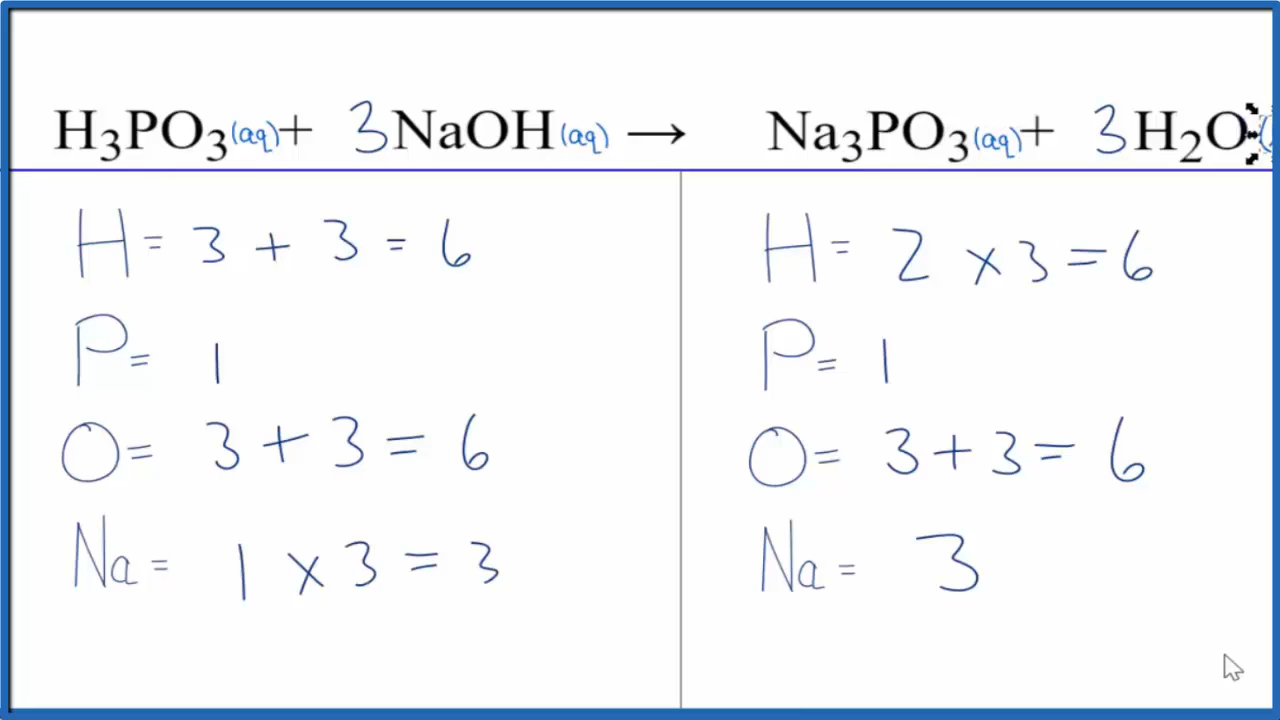 H₃PO₃(aq) + 3NaOH(aq) → Na₃PO₃(aq) + 3H₂O
H = 3 + 3 = 6
P = 1
O = 3 + 3 = 6
Na = 1 × 3 = 3
H = 2 × 3 = 6
P = 1
O = 3 + 3 = 6
Na = 3